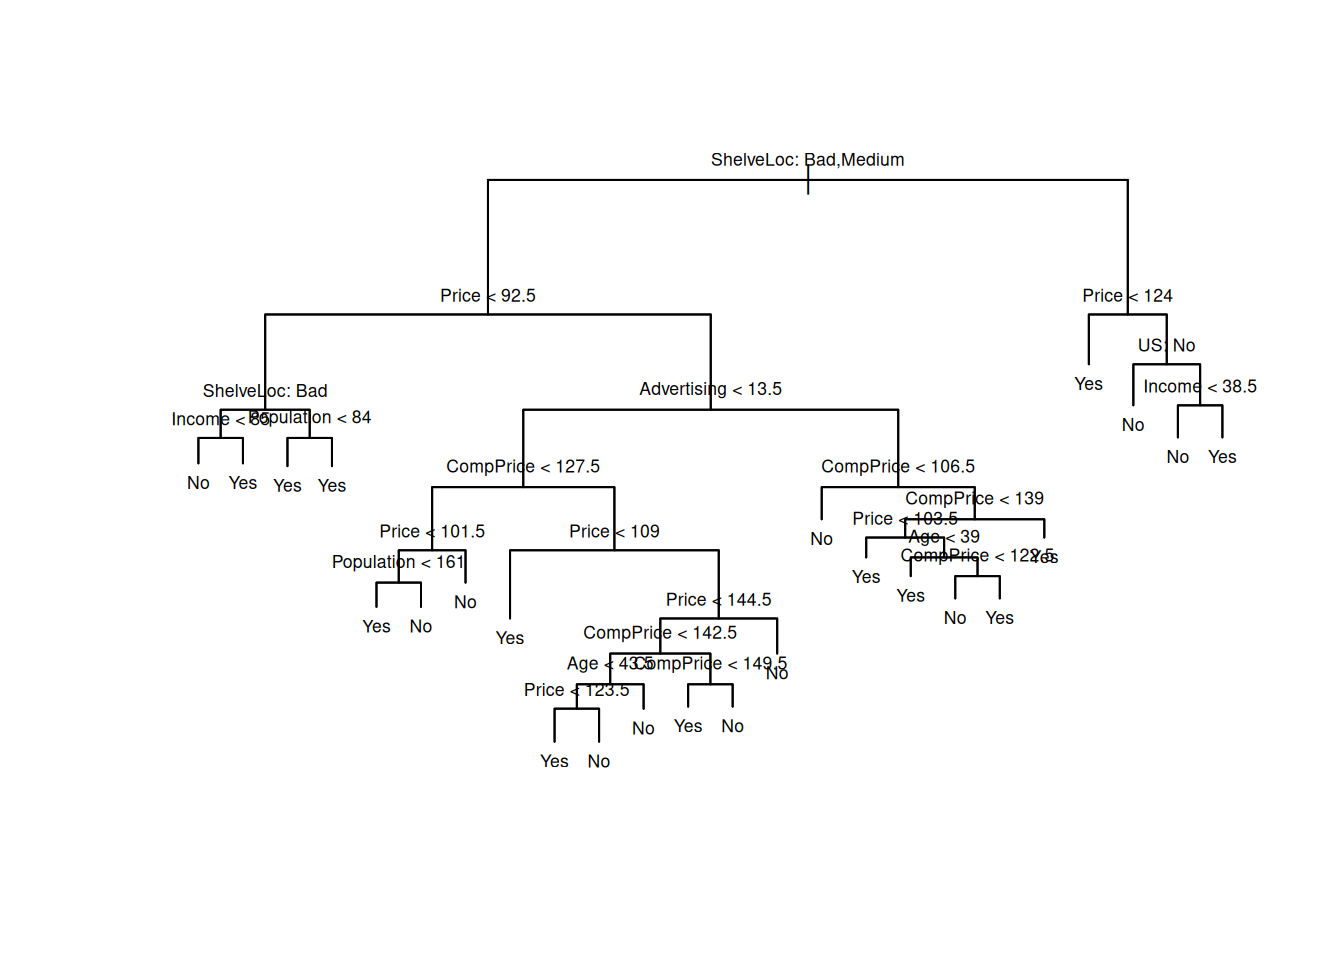 ShelveLoc: Bad,Medium
Price < 92.5
Price < 124
US: No
Yes
Income < 38.5
No
No
Yes
ShelveLoc: Bad
Income < 85
Population < 84
No
Yes
Yes
Yes
Advertising < 13.5
CompPrice < 127.5
CompPrice < 106.5
Price < 101.5
Price < 109
Population < 161
No
Yes
No
Yes
Price < 144.5
CompPrice < 142.5
No
Age < 43.5
CompPrice < 149.5
Price < 123.5
No
Yes
No
Yes
No
No
CompPrice < 139
Price < 103.5
Yes
Age < 39
Yes
CompPrice < 122.5
Yes
No
Yes